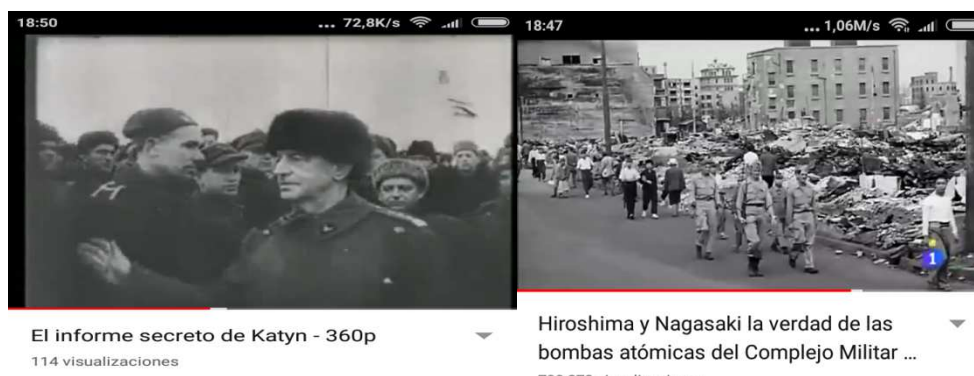 18:50
... 72,8K/s
El informe secreto de Katyn - 360p
114 visualizaciones
18:47
... 1,06M/s
1
Hiroshima y Nagasaki la verdad de las
bombas atómicas del Complejo Militar ...